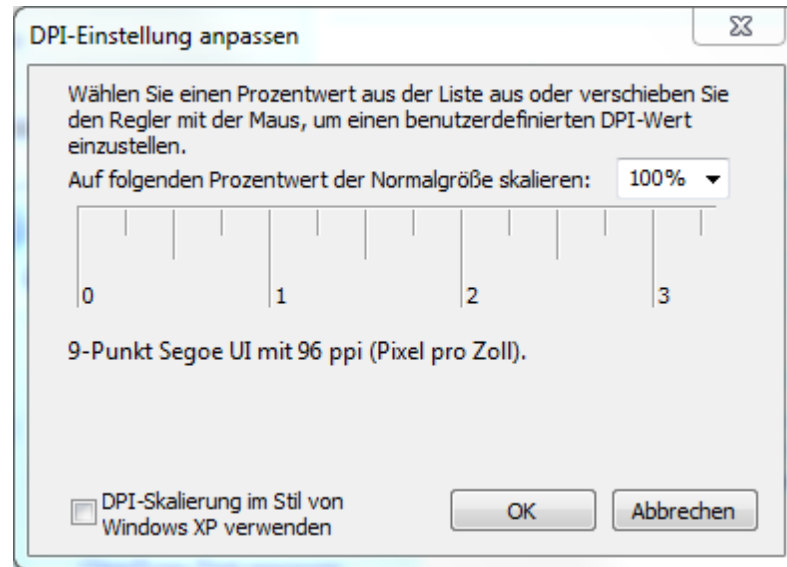 DPI-Einstellung anpassen
Wählen Sie einen Prozentwert aus der Liste aus oder verschieben Sie
den Regler mit der Maus, um einen benutzerdefinierten DPI-Wert
einzustellen.
Auf folgenden Prozentwert der Normalgröße skalieren: 100%
0 1 2 3
9-Punkt Segoe UI mit 96 ppi (Pixel pro Zoll).
DPI-Skalierung im Stil von
Windows XP verwenden
OK Abbrechen